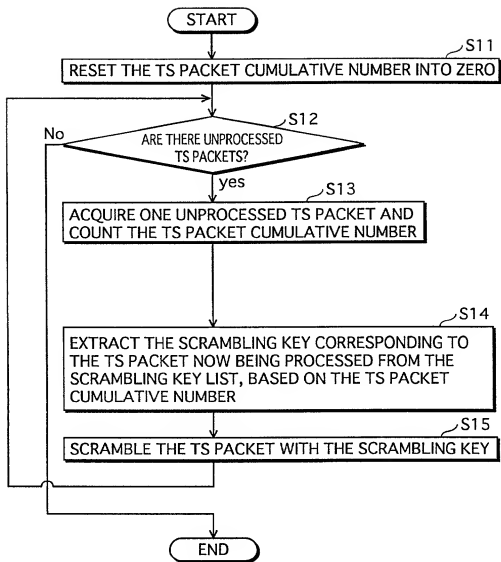 START
S11
RESET THE TS PACKET CUMULATIVE NUMBER INTO ZERO
S12
No
ARE THERE UNPROCESSED
TS PACKETS?
yes
S13
ACQUIRE ONE UNPROCESSED TS PACKET AND
COUNT THE TS PACKET CUMULATIVE NUMBER
S14
EXTRACT THE SCRAMBLING KEY CORRESPONDING TO
THE TS PACKET NOW BEING PROCESSED FROM THE
SCRAMBLING KEY LIST, BASED ON THE TS PACKET
CUMULATIVE NUMBER
S15
SCRAMBLE THE TS PACKET WITH THE SCRAMBLING KEY
END